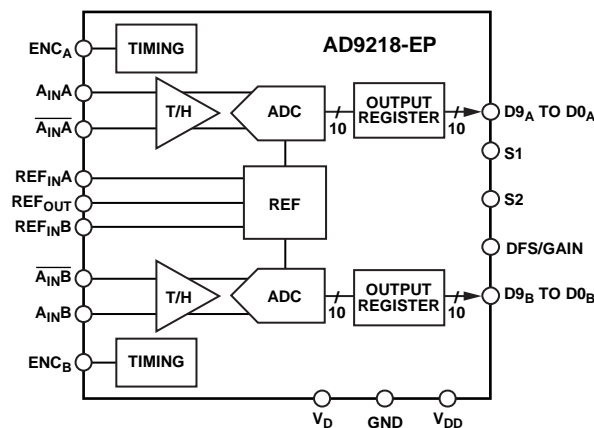 AD9218-EP
ENCA
TIMING
AINA
T/H
ADC
10
OUTPUT
REGISTER
10
D9A TO D0A
AINA
S1
REFINA
REFOUT
REF
S2
REFINB
DFS/GAIN
AINB
T/H
ADC
10
OUTPUT
REGISTER
10
D9B TO D0B
AINB
ENCB
TIMING
VD
GND
VDD